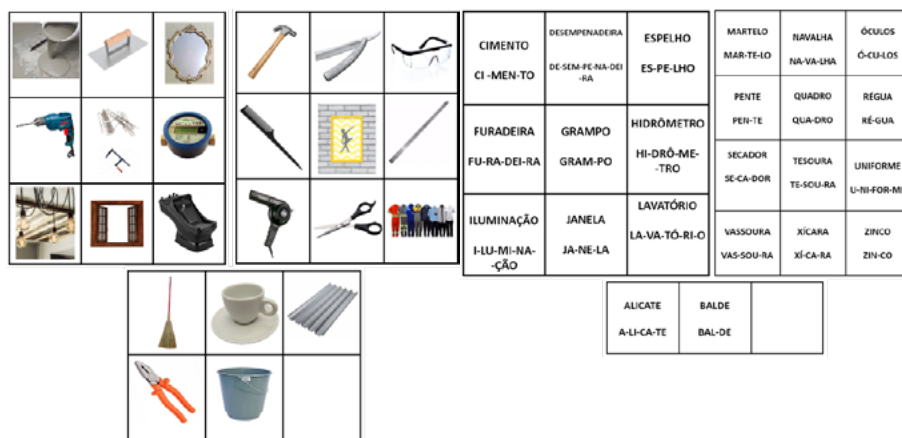 CIMENTO
CI -MEN-TO
DESEMPENADEIRA
DE-SEM-PE-NA-DEI
-RA
ESPELHO
ES-PE-LHO
FURADEIRA
FU-RA-DEI-RA
GRAMPO
GRAM-PO
HIDRÔMETRO
HI-DRÔ-ME-
-TRO
ILUMINAÇÃO
I-LU-MI-NA-
-ÇÃO
JANELA
JA-NE-LA
LAVATÓRIO
LA-VA-TÓ-RI-O
MARTELO
MAR-TE-LO
NAVALHA
NA-VA-LHA
ÓCULOS
Ó-CU-LOS
PENTE
PEN-TE
QUADRO
QUA-DRO
RÉGUA
RÉ-GUA
SECADOR
SE-CA-DOR
TESOURA
TE-SOU-RA
UNIFORME
U-NI-FOR-ME
VASSOURA
VAS-SOU-RA
XÍCARA
XÍ-CA-RA
ZINCO
ZIN-CO
ALICATE
A-LI-CA-TE
BALDE
BAL-DE